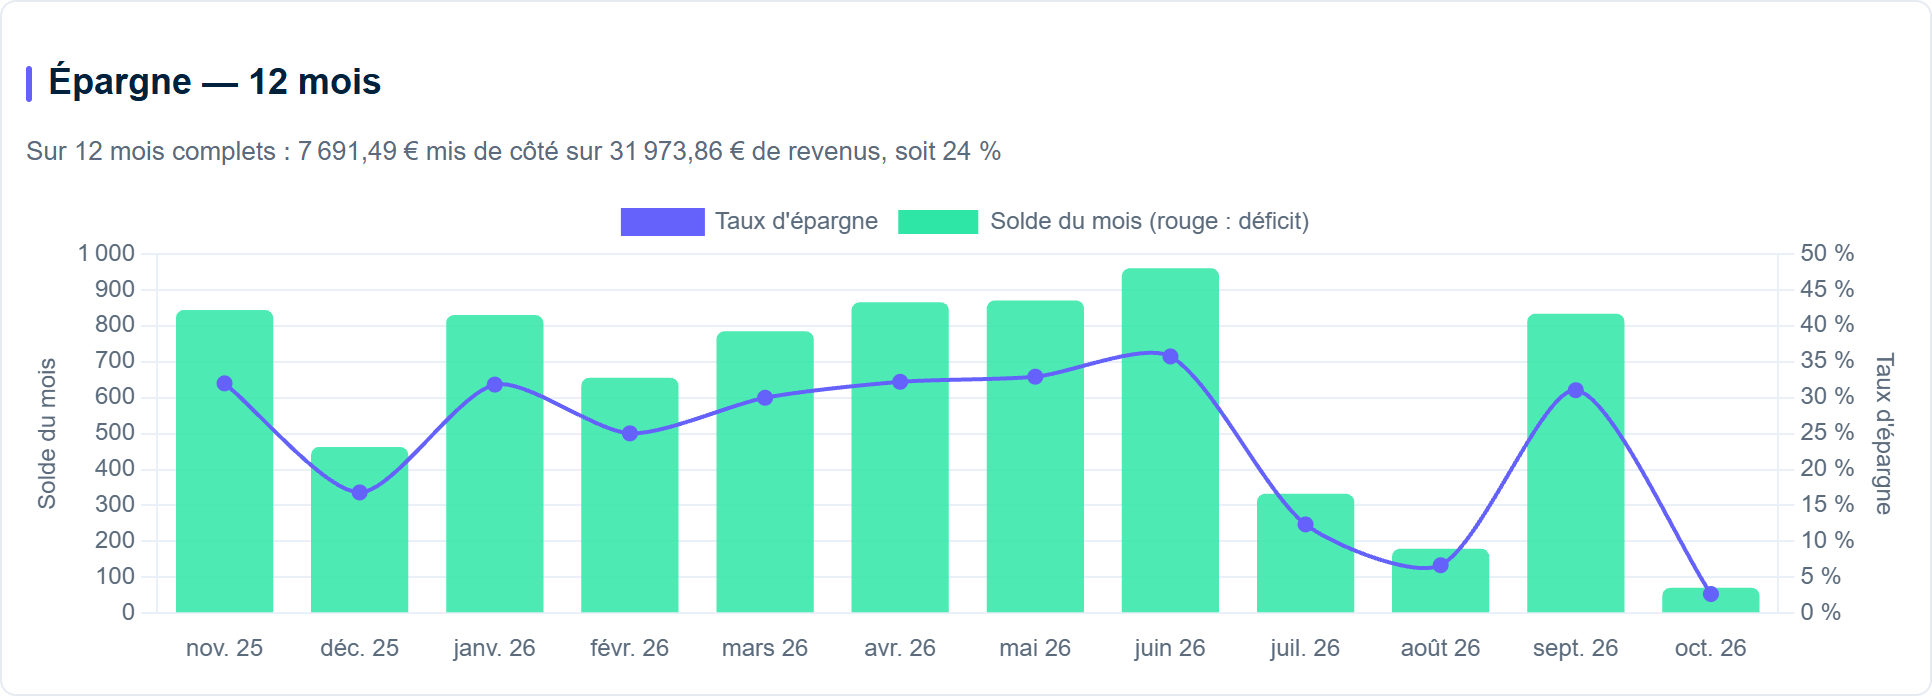 Épargne — 12 mois
Sur 12 mois complets : 7 691,49 € mis de côté sur 31 973,86 € de revenus, soit 24 %
Taux d'épargne
Solde du mois (rouge : déficit)
Solde du mois
1 000
900
800
700
600
500
400
300
200
100
0
50 %
45 %
40 %
35 %
30 %
25 %
20 %
15 %
10 %
5 %
0 %
Taux d'épargne
nov. 25
déc. 25
janv. 26
févr. 26
mars 26
avr. 26
mai 26
juin 26
juil. 26
août 26
sept. 26
oct. 26